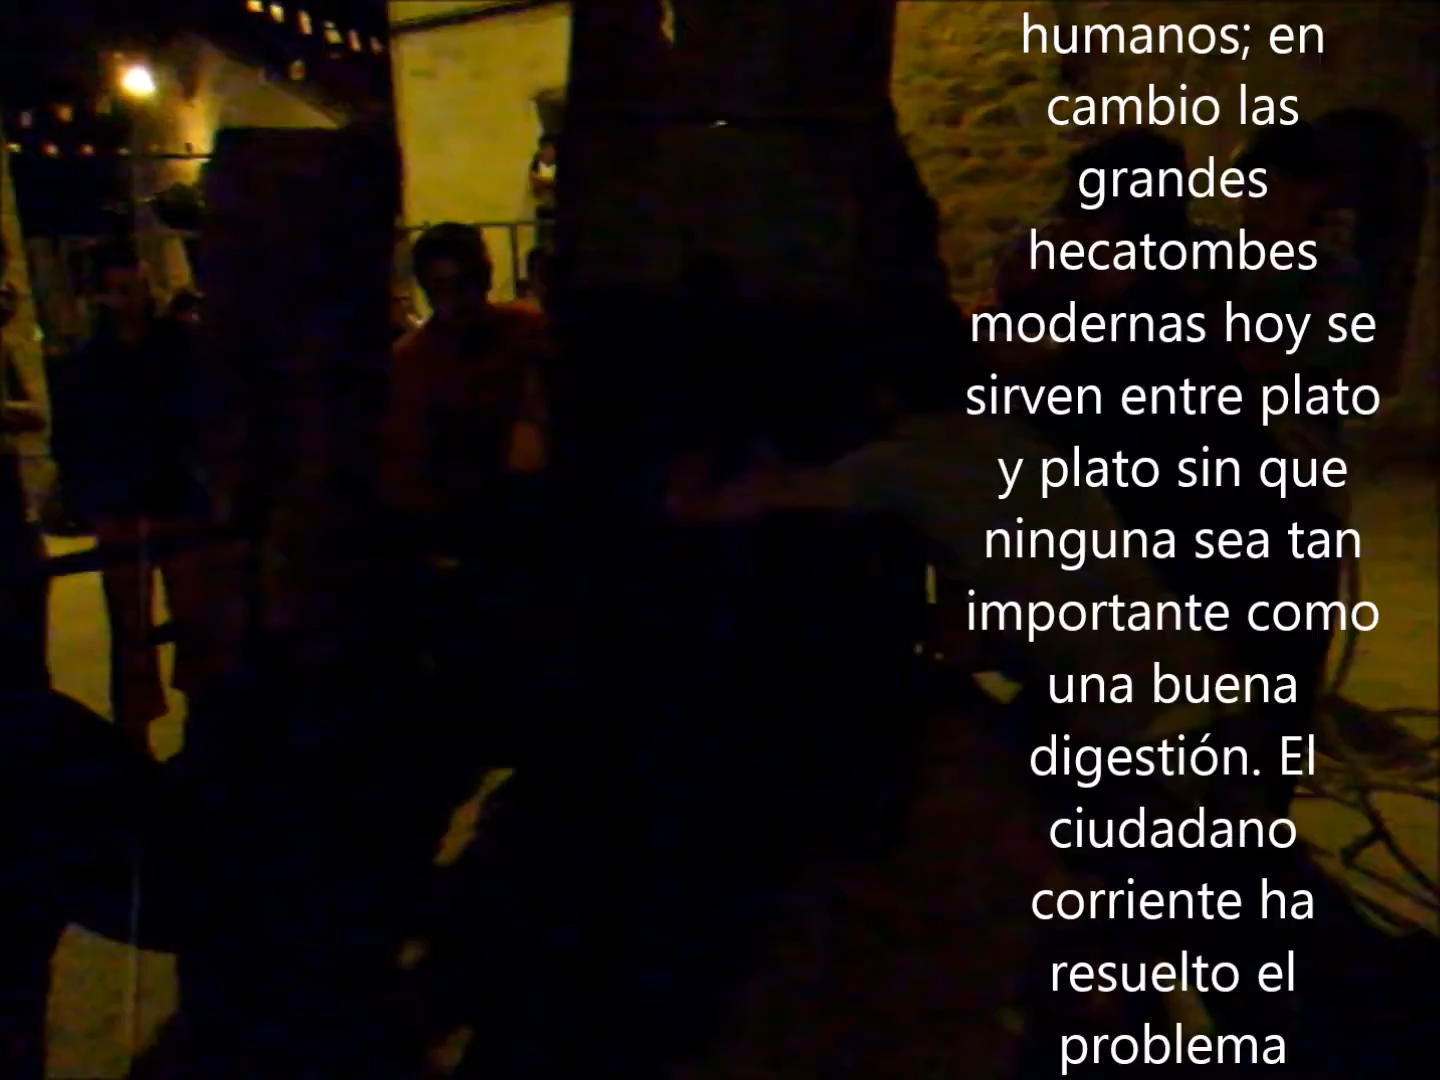 humanos; en
cambio las
grandes
hecatombes
modernas hoy se
sirven entre plato
y plato sin que
ninguna sea tan
importante como
una buena
digestión. El
ciudadano
corriente ha
resuelto el
problema